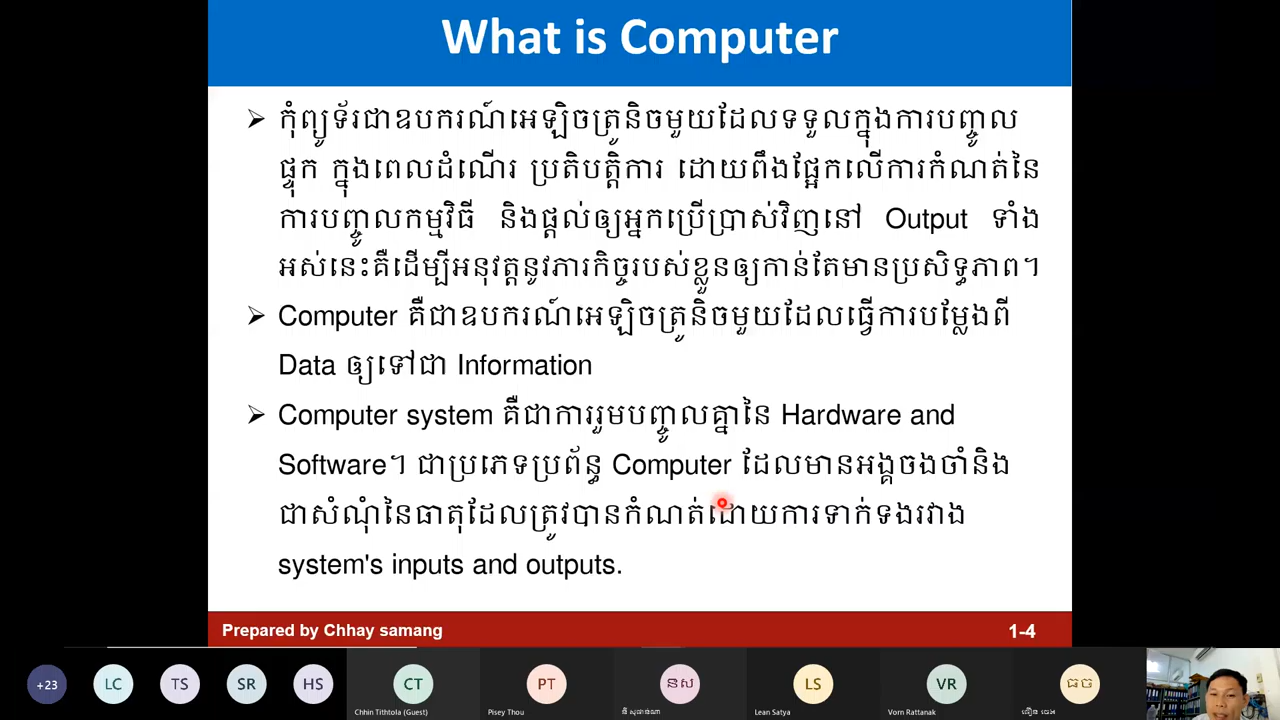 What is Computer
➢ កុំព្យូទ័រជាឧបករណ៍អេឡិចត្រូនិចមួយដែលទទួលក្នុងការបញ្ចូល
ផ្ទុក ក្នុងពេលដំណើរ ប្រតិបត្តិការ ដោយពឹងផ្អែកលើការកំណត់នៃ
ការបញ្ចូលកម្មវិធី និងផ្តល់ឲ្យអ្នកប្រើប្រាស់វិញនៅ Output ទាំង
អស់នេះគឺដើម្បីអនុវត្តនូវភារកិច្ចរបស់ខ្លួនឲ្យកាន់តែមានប្រសិទ្ធភាព។
➢ Computer គឺជាឧបករណ៍អេឡិចត្រូនិចមួយដែលធ្វើការបម្លែងពី
Data ឲ្យទៅជា Information
➢ Computer system គឺជាការរួមបញ្ចូលគ្នានៃ Hardware and
Software។ ជាប្រភេទប្រព័ន្ធ Computer ដែលមានអង្គចងចាំនិង
ជាសំណុំនៃធាតុដែលត្រូវបានកំណត់ដោយការទាក់ទងរវាង
system's inputs and outputs.
Prepared by Chhay samang
1-4
+23 LC TS SR HS CT PT នស LS VR ធច
Chhin Tithtola (Guest) Pisey Thou នី សុផាន់ណា Lean Satya Vorn Rattanak